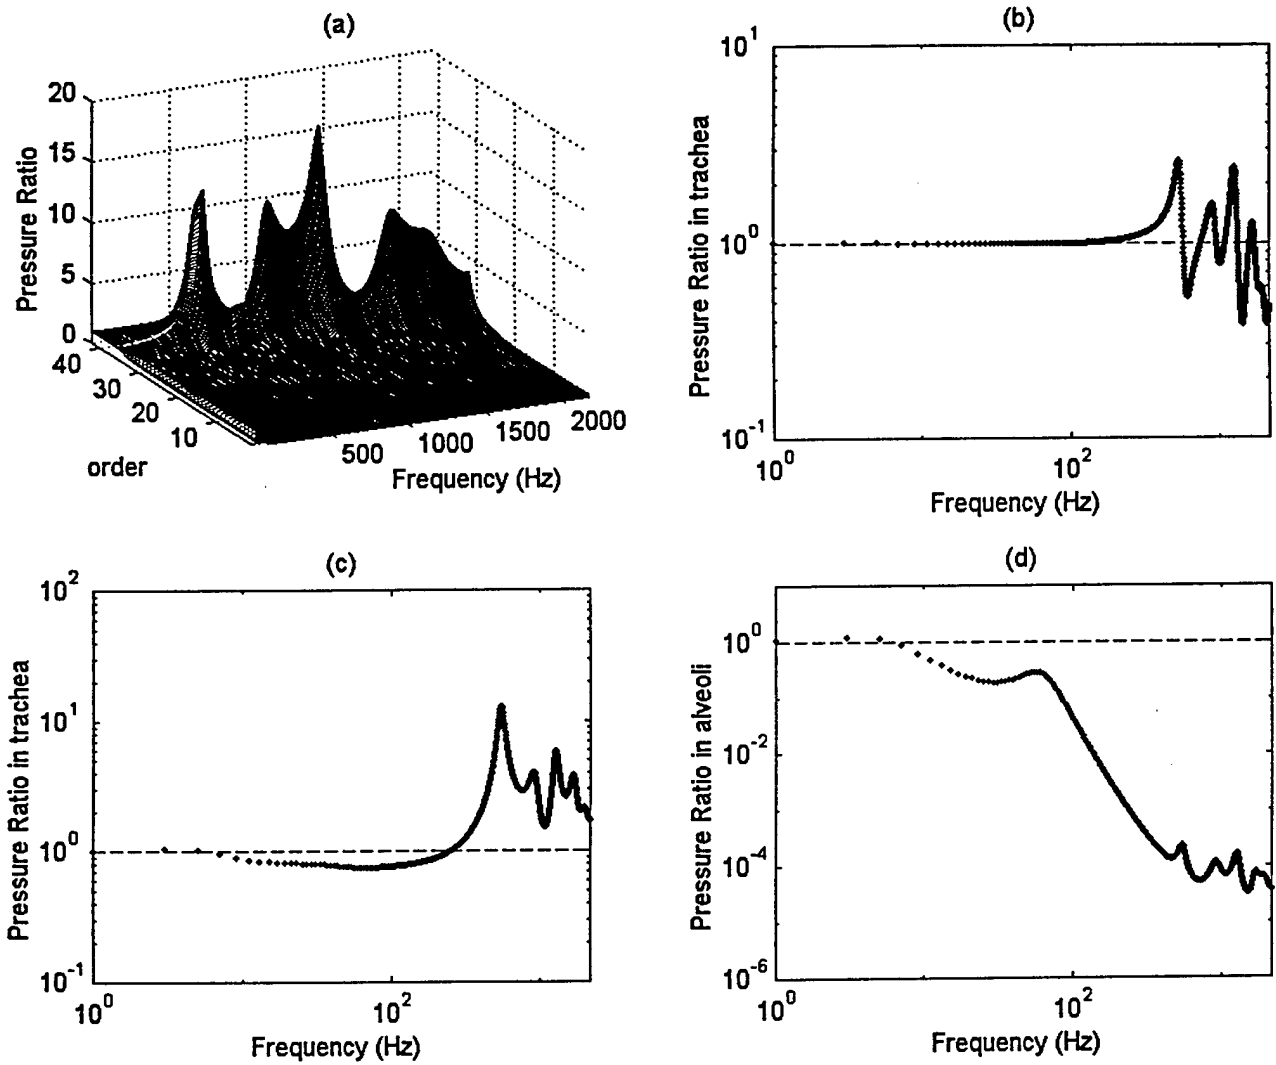 (a)
20
15
10
5
0
Pressure Ratio
40
30
20
10
order
500
1000
1500
2000
Frequency (Hz)
(b)
10^1
10^0
10^-1
Pressure Ratio in trachea
10^0
10^2
Frequency (Hz)
(c)
10^2
10^1
10^0
10^-1
Pressure Ratio in trachea
10^0
10^2
Frequency (Hz)
(d)
10^0
10^-2
10^-4
10^-6
Pressure Ratio in alveoli
10^0
10^2
Frequency (Hz)